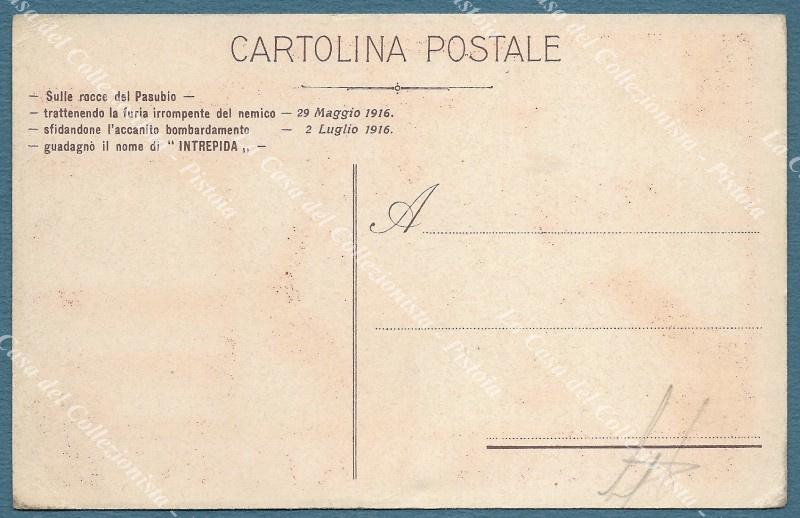 CARTOLINA POSTALE
— Sulle rocce del Pasubio —
— trattenendo la furia irrompente del nemico — 29 Maggio 1916.
— sfidandone l'accanito bombardamento — 2 Luglio 1916.
— guadagnò il nome di “ INTREPIDA „ —
A
La Casa del Collezionista - Pistoia